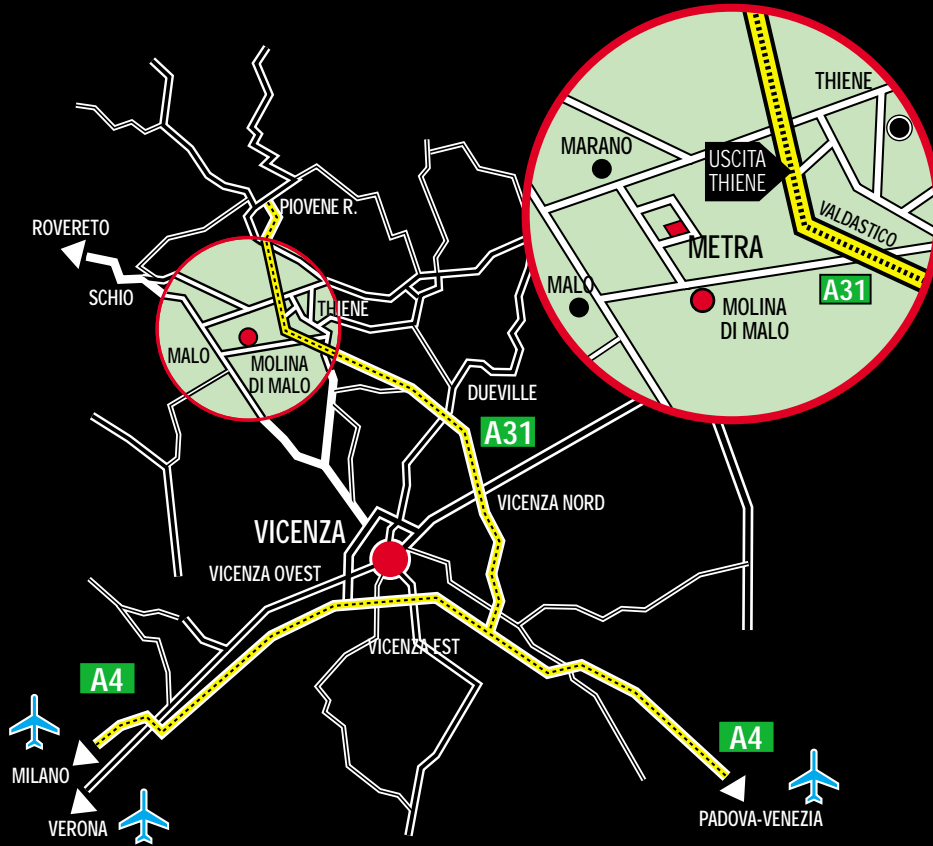 THIENE
MARANO
USCITA
THIENE
VALDASTICO
METRA
MALO
A31
MOLINA
DI MALO
PIOVENE R.
ROVERETO
SCHIO
THIENE
MALO
MOLINA
DI MALO
DUEVILLE
A31
VICENZA NORD
VICENZA
VICENZA OVEST
VICENZA EST
A4
A4
MILANO
VERONA
PADOVA-VENEZIA